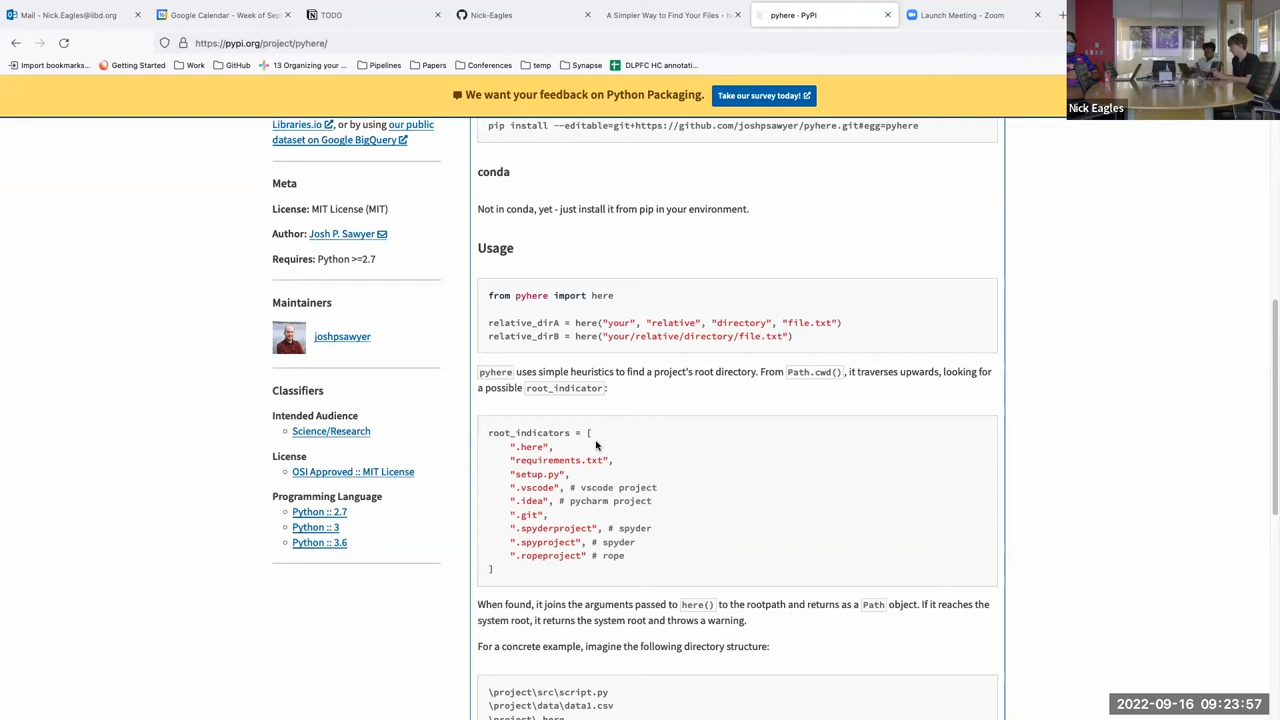 Mail - Nick.Eagles@libd.org
Google Calendar - Week of Sep
TODO
Nick-Eagles
A Simpler Way to Find Your Files
pyhere · PyPI
Launch Meeting - Zoom
https://pypi.org/project/pyhere/
Import bookmarks...
Getting Started
Work
GitHub
13 Organizing your ...
Pipelines
Papers
Conferences
temp
Synapse
DLPFC HC annotati...
Nick Eagles
We want your feedback on Python Packaging. Take our survey today!
Libraries.io, or by using our public
dataset on Google BigQuery
Meta
License: MIT License (MIT)
Author: Josh P. Sawyer
Requires: Python >=2.7
Maintainers
joshpsawyer
Classifiers
Intended Audience
Science/Research
License
OSI Approved :: MIT License
Programming Language
Python :: 2.7
Python :: 3
Python :: 3.6
pip install --editable=git+https://github.com/joshpsawyer/pyhere.git#egg=pyhere
conda
Not in conda, yet - just install it from pip in your environment.
Usage
from pyhere import here
relative_dirA = here("your", "relative", "directory", "file.txt")
relative_dirB = here("your/relative/directory/file.txt")
pyhere uses simple heuristics to find a project's root directory. From Path.cwd(), it traverses upwards, looking for
a possible root_indicator:
root_indicators = [
".here",
"requirements.txt",
"setup.py",
".vscode", # vscode project
".idea", # pycharm project
".git",
".spyderproject", # spyder
".spyproject", # spyder
".ropeproject" # rope
]
When found, it joins the arguments passed to here() to the rootpath and returns as a Path object. If it reaches the
system root, it returns the system root and throws a warning.
For a concrete example, imagine the following directory structure:
\project\src\script.py
\project\data\data1.csv
\project\.here
2022-09-16 09:23:57